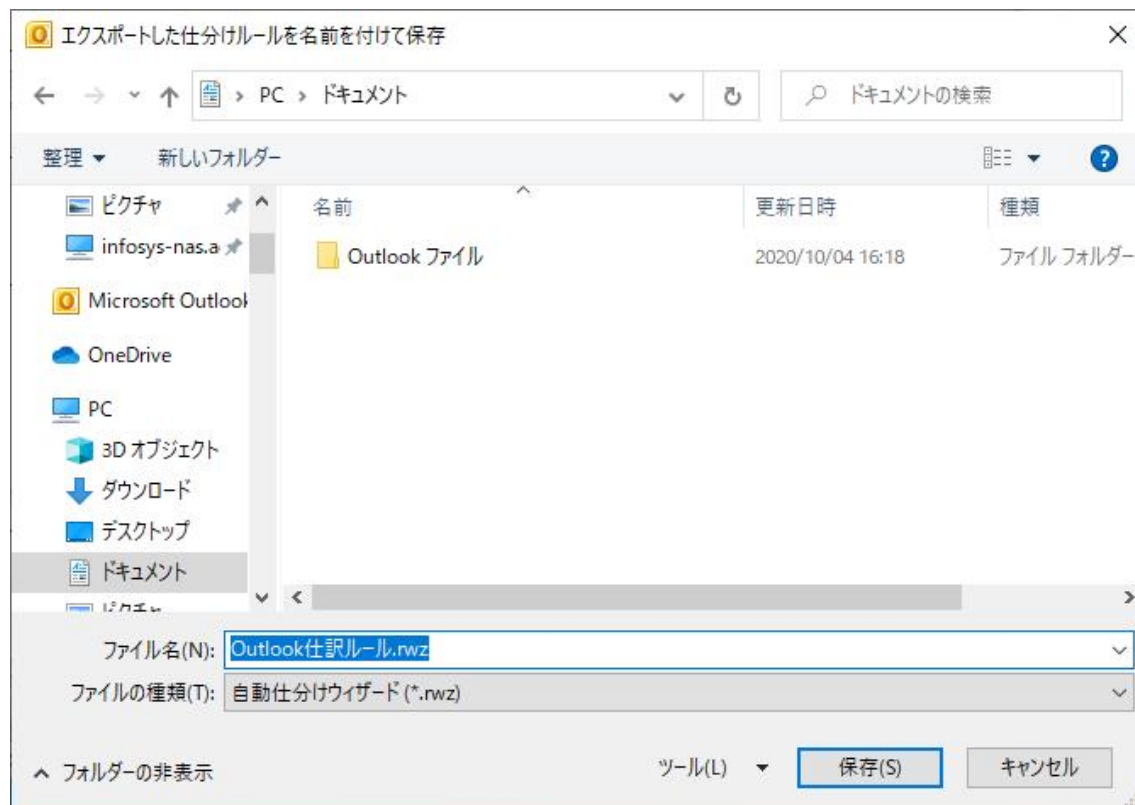 エクスポートした仕分けルールを名前を付けて保存
PC › ドキュメント
ドキュメントの検索
整理
新しいフォルダー
名前
更新日時
種類
ピクチャ
infosys-nas.a
Microsoft Outlook
OneDrive
PC
3D オブジェクト
ダウンロード
デスクトップ
ドキュメント
ピクチャ
Outlook ファイル
2020/10/04 16:18
ファイル フォルダー
ファイル名(N):
Outlook仕訳ルール.rwz
ファイルの種類(T):
自動仕分けウィザード (*.rwz)
フォルダーの非表示
ツール(L)
保存(S)
キャンセル